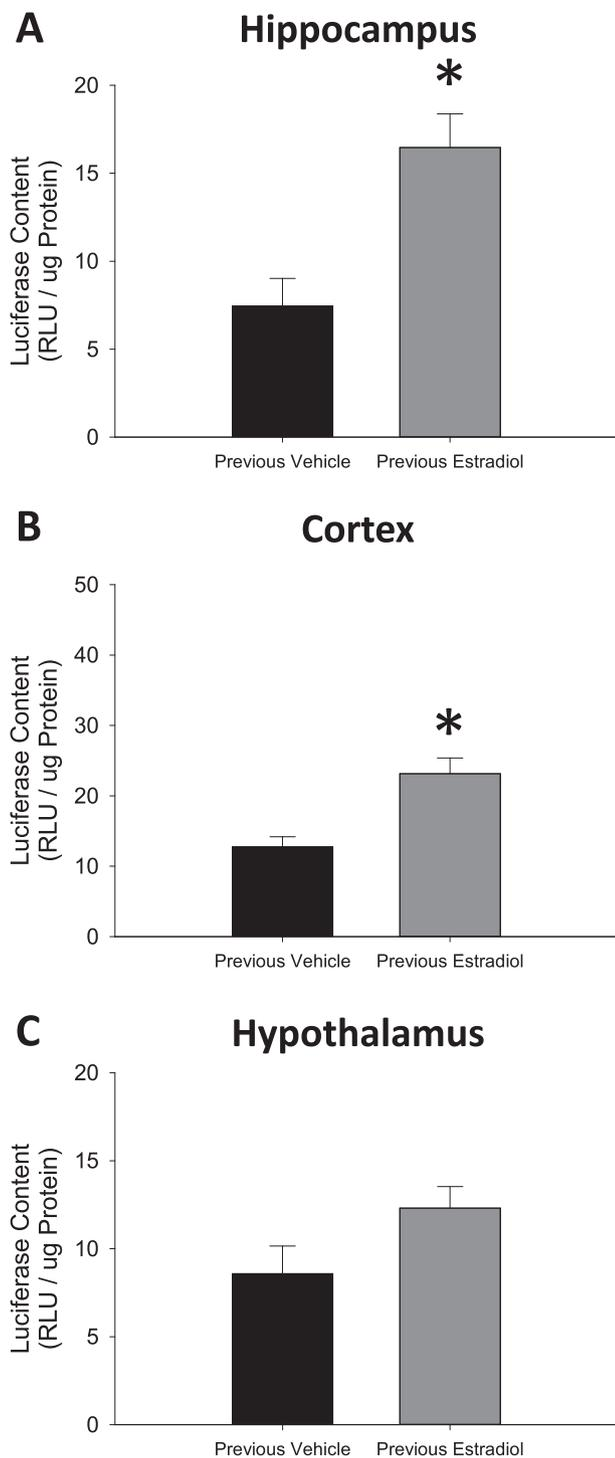 A
Hippocampus
*
20
15
10
5
0
Luciferase Content
(RLU / ug Protein)
Previous Vehicle
Previous Estradiol
B
Cortex
*
50
40
30
20
10
0
Luciferase Content
(RLU / ug Protein)
Previous Vehicle
Previous Estradiol
C
Hypothalamus
20
15
10
5
0
Luciferase Content
(RLU / ug Protein)
Previous Vehicle
Previous Estradiol